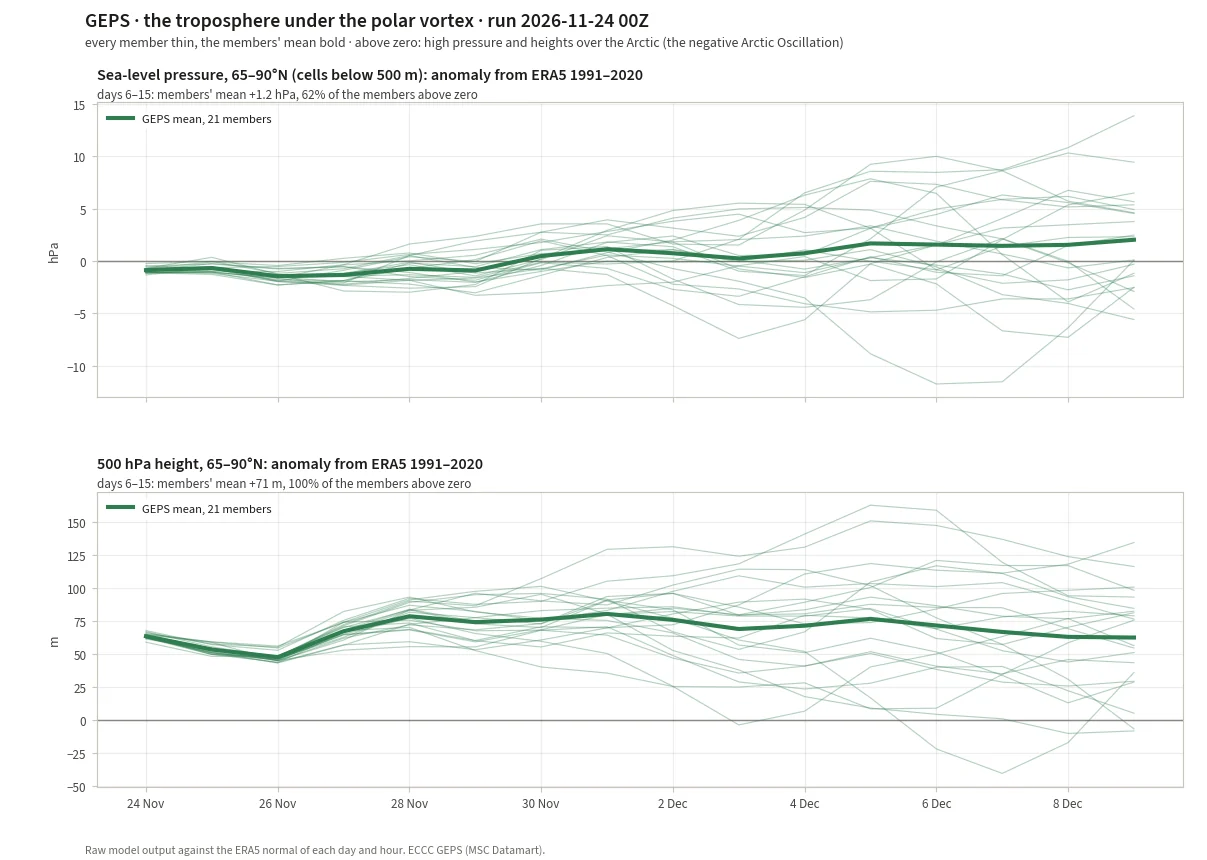 GEPS · the troposphere under the polar vortex · run 2026-11-24 00Z
every member thin, the members' mean bold · above zero: high pressure and heights over the Arctic (the negative Arctic Oscillation)
Sea-level pressure, 65–90°N (cells below 500 m): anomaly from ERA5 1991–2020
days 6–15: members' mean +1.2 hPa, 62% of the members above zero
GEPS mean, 21 members
15
10
5
0
−5
−10
hPa
500 hPa height, 65–90°N: anomaly from ERA5 1991–2020
days 6–15: members' mean +71 m, 100% of the members above zero
GEPS mean, 21 members
150
125
100
75
50
25
0
−25
−50
m
24 Nov
26 Nov
28 Nov
30 Nov
2 Dec
4 Dec
6 Dec
8 Dec
Raw model output against the ERA5 normal of each day and hour. ECCC GEPS (MSC Datamart).